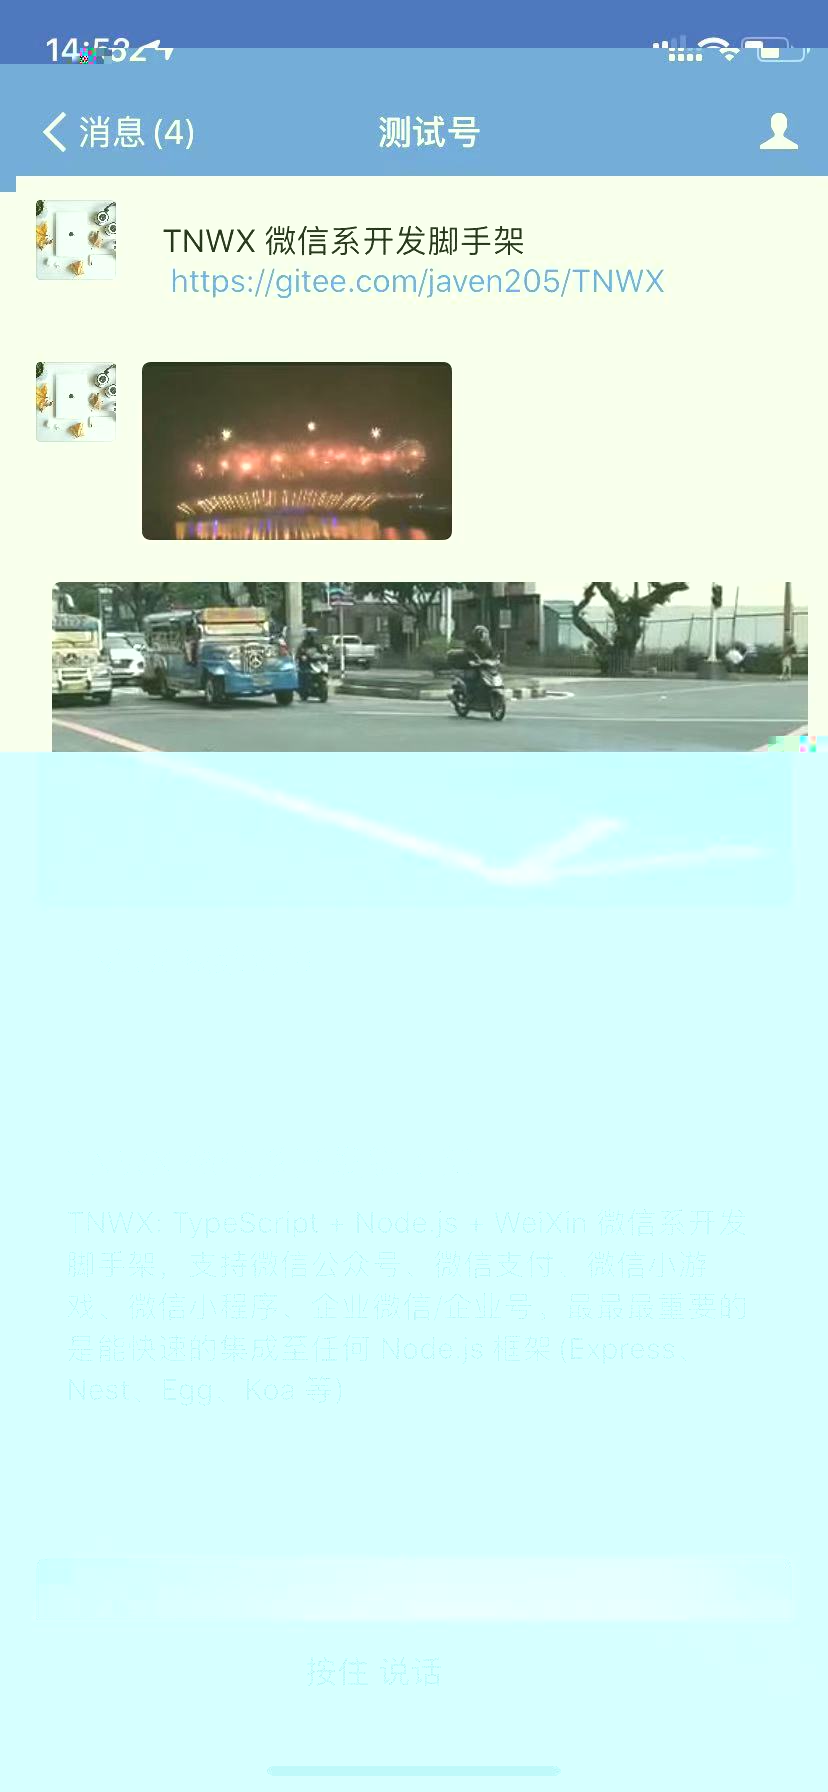 14:53
消息(4)
测试号
TNWX 微信系开发脚手架
https://gitee.com/javen205/TNWX
TNWX: TypeScript + Node.js + WeiXin 微信系开发
脚手架，支持微信公众号、微信支付、微信小游
戏、微信小程序、企业微信/企业号，最最最重要的
是能快速的集成至任何 Node.js 框架(Express、
Nest、Egg、Koa 等)
按住 说话